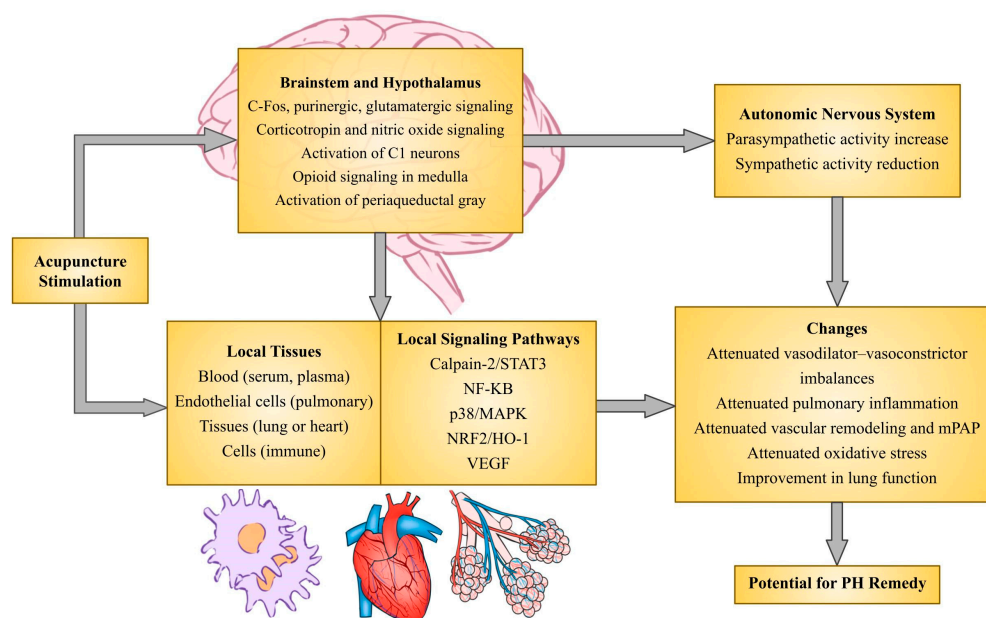 Brainstem and Hypothalamus
C-Fos, purinergic, glutamatergic signaling
Corticotropin and nitric oxide signaling
Activation of C1 neurons
Opioid signaling in medulla
Activation of periaqueductal gray
Autonomic Nervous System
Parasympathetic activity increase
Sympathetic activity reduction
Acupuncture
Stimulation
Local Tissues
Blood (serum, plasma)
Endothelial cells (pulmonary)
Tissues (lung or heart)
Cells (immune)
Local Signaling Pathways
Calpain-2/STAT3
NF-KB
p38/MAPK
NRF2/HO-1
VEGF
Changes
Attenuated vasodilator–vasoconstrictor
imbalances
Attenuated pulmonary inflammation
Attenuated vascular remodeling and mPAP
Attenuated oxidative stress
Improvement in lung function
Potential for PH Remedy